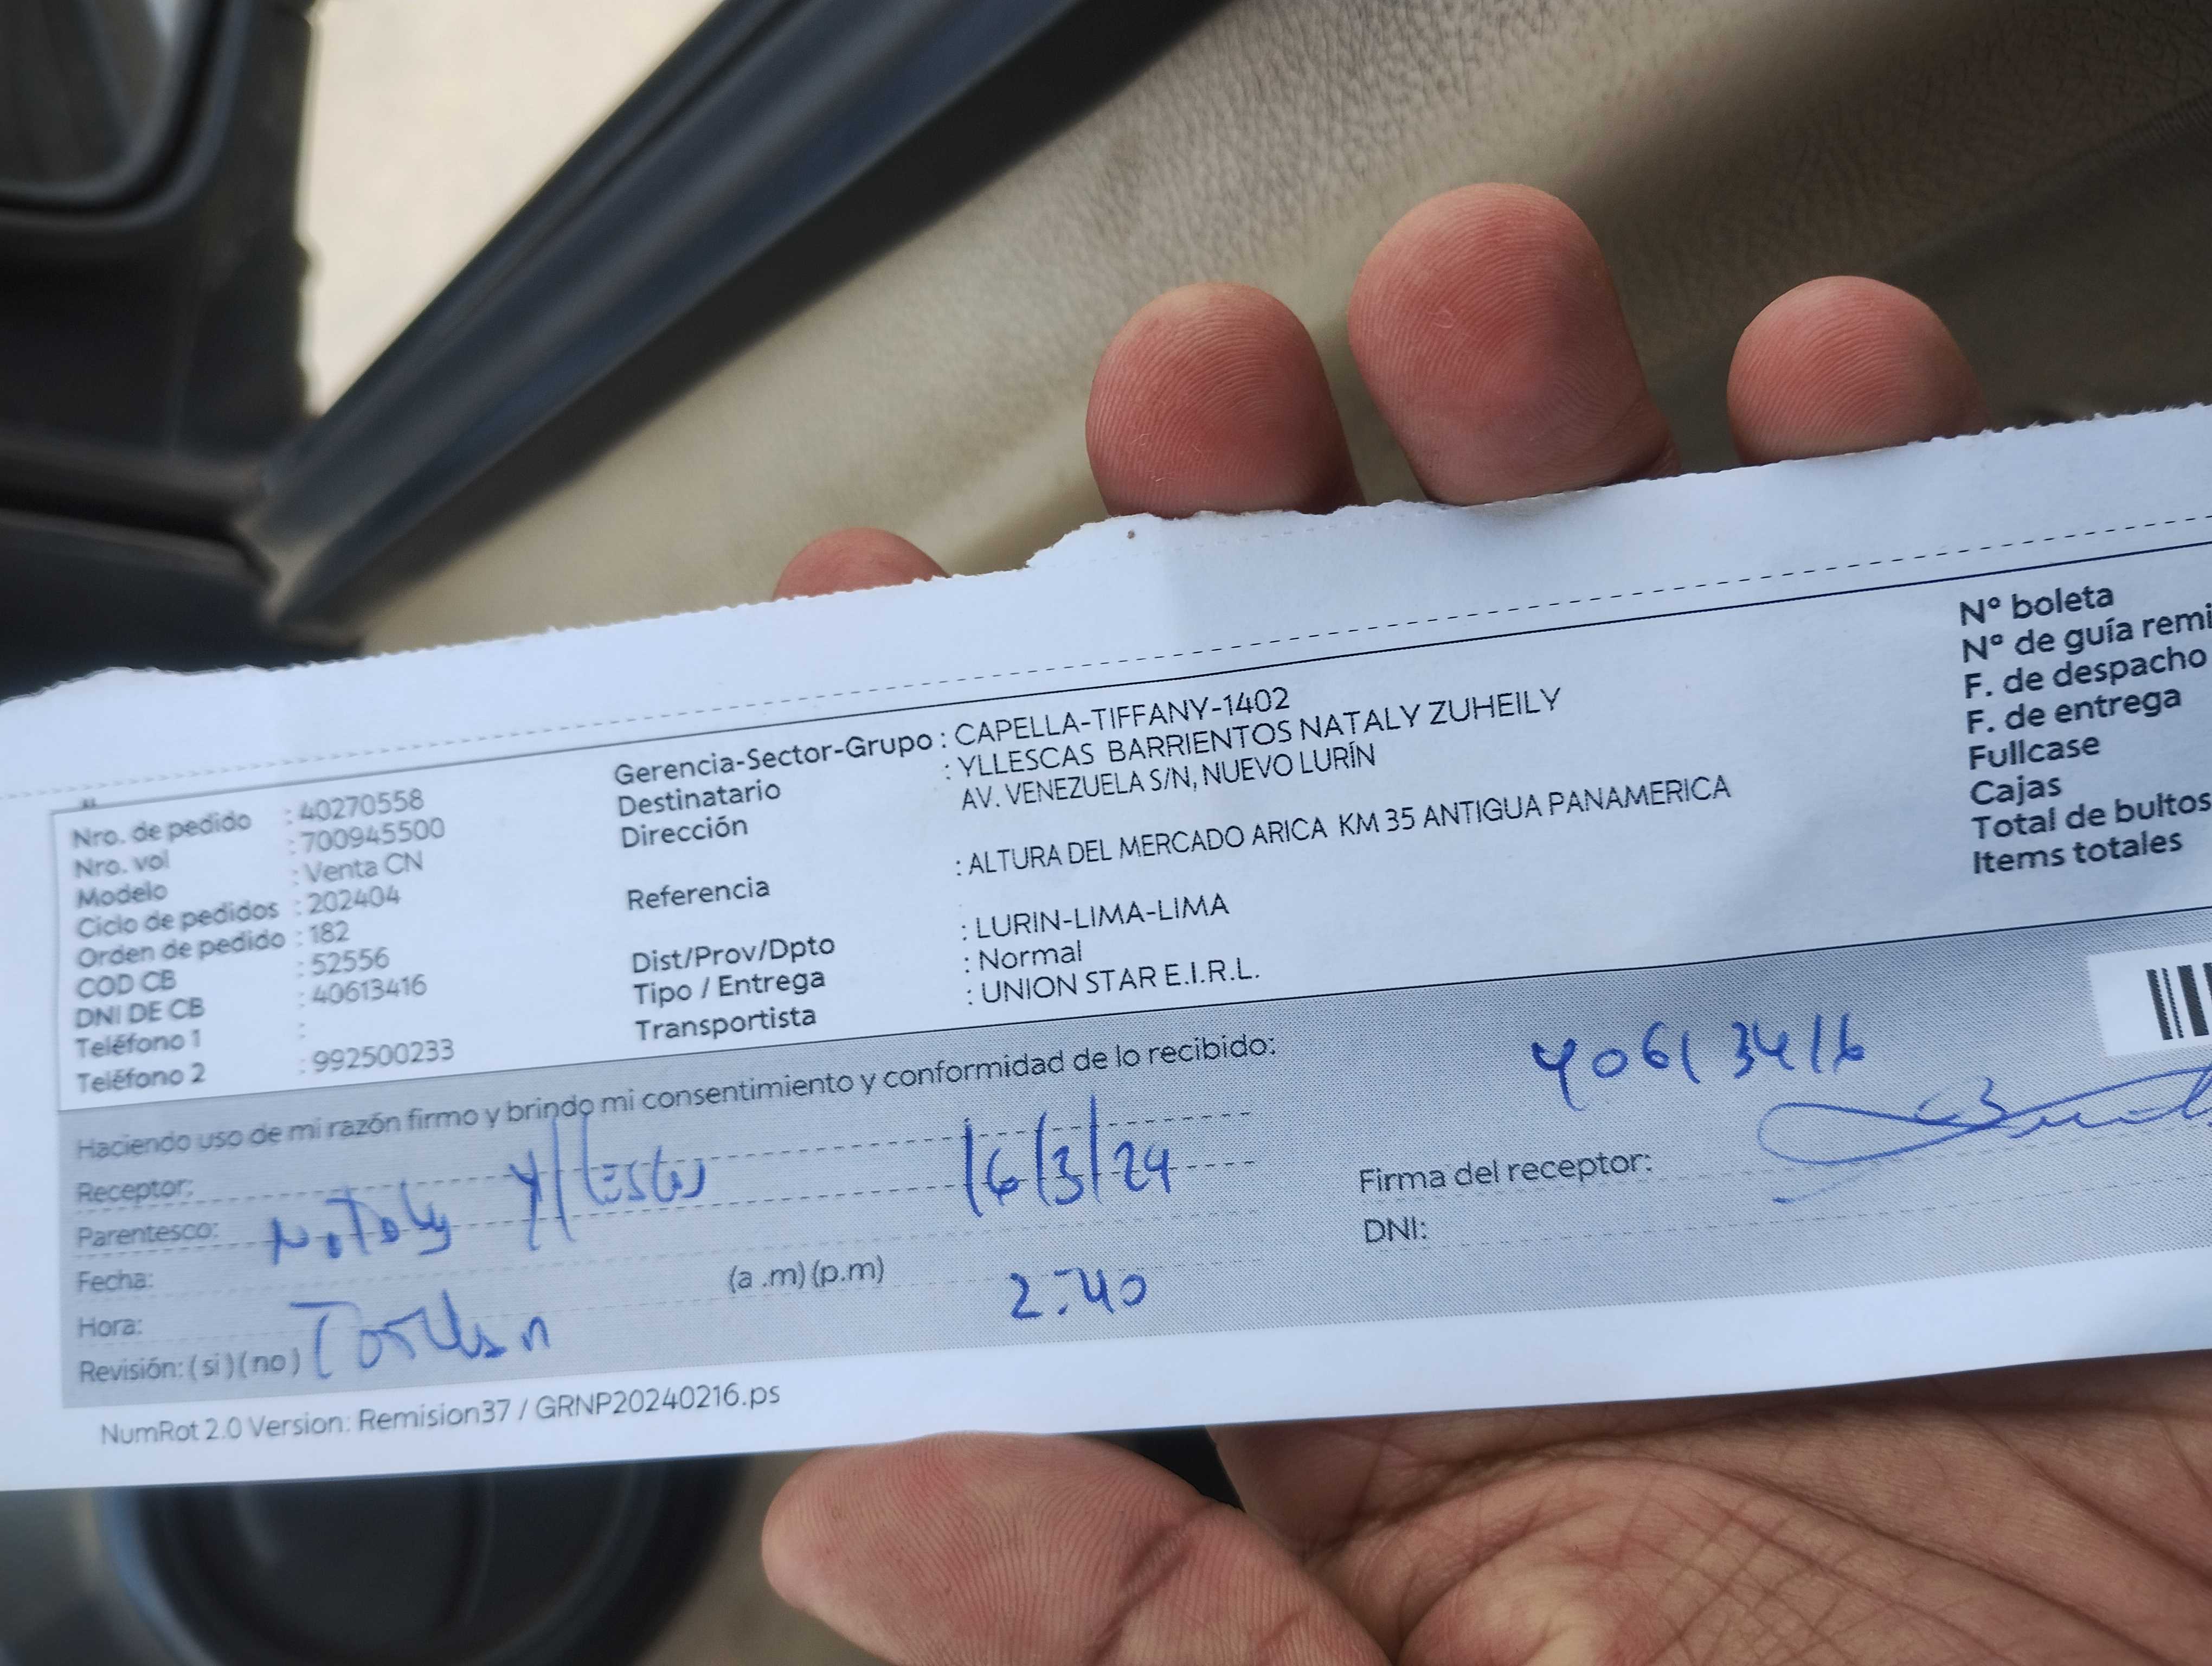 Nro. de pedido : 40270558
Nro. vol : 700945500
Modelo : Venta CN
Ciclo de pedidos : 202404
Orden de pedido : 182
COD CB : 52556
DNI DE CB : 40613416
Teléfono 1 :
Teléfono 2 : 992500233
Gerencia-Sector-Grupo : CAPELLA-TIFFANY-1402
Destinatario : YLLESCAS BARRIENTOS NATALY ZUHEILY
Dirección AV. VENEZUELA S/N, NUEVO LURÍN
Referencia : ALTURA DEL MERCADO ARICA KM 35 ANTIGUA PANAMERICA
Dist/Prov/Dpto : LURIN-LIMA-LIMA
Tipo / Entrega : Normal
Transportista : UNION STAR E.I.R.L.
N° boleta
N° de guía remi
F. de despacho
F. de entrega
Fullcase
Cajas
Total de bultos
Items totales
Haciendo uso de mi razón firmo y brindo mi consentimiento y conformidad de lo recibido:
40613416
Receptor:
Parentesco: Nataly 16/3/24
Firma del receptor:
Fecha:
DNI:
Hora: (a .m) (p.m) 2:40
Revisión: (si) (no)
NumRot 2.0 Version: Remision37 / GRNP20240216.ps